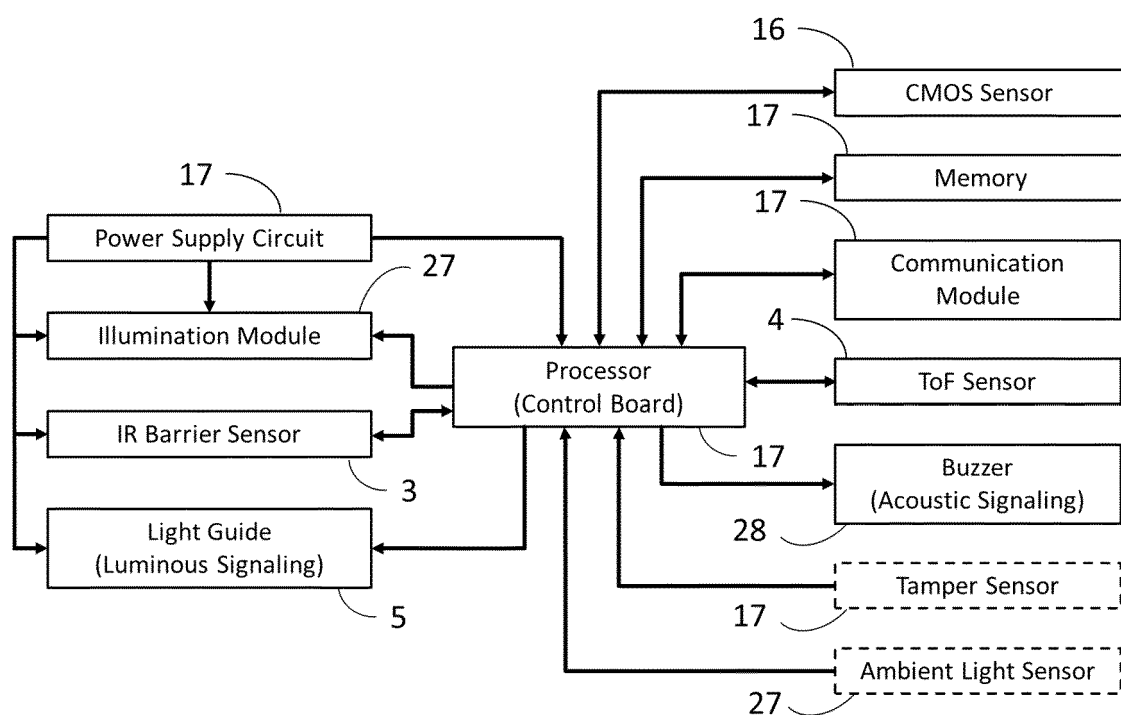 16
CMOS Sensor
17
Memory
17
Power Supply Circuit
17
Communication
Module
27
Illumination Module
4
ToF Sensor
Processor
(Control Board)
17
IR Barrier Sensor
3
Buzzer
(Acoustic Signaling)
28
Light Guide
(Luminous Signaling)
5
Tamper Sensor
17
Ambient Light Sensor
27